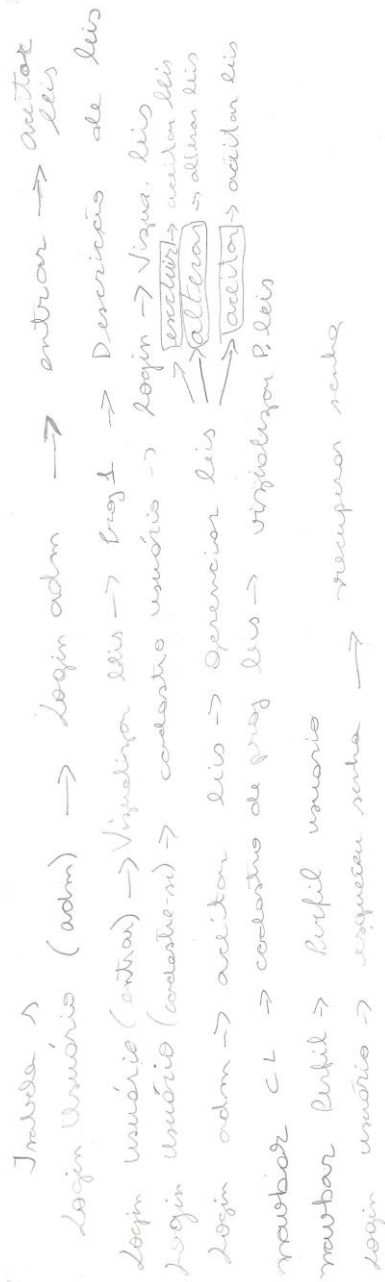 Isabela s
Login Usuário (adm) → Login adm → entrar → aceitar leis
Login usuário (entrar) → Visualizar leis → Proj 1 → Descrição de leis
Login Usuário (cadastre-se) → cadastro usuário → Login → Visua. leis
Login adm → aceitar leis → Gerenciar leis → excluir → aceitar leis
→ alterar → alterar leis
→ aceitar → aceitar leis
navbar CL → cadastro de proj leis → vizializar P. leis
navbar Perfil → Perfil usuario
Login usuário → esqueceu senha → recuperar senha